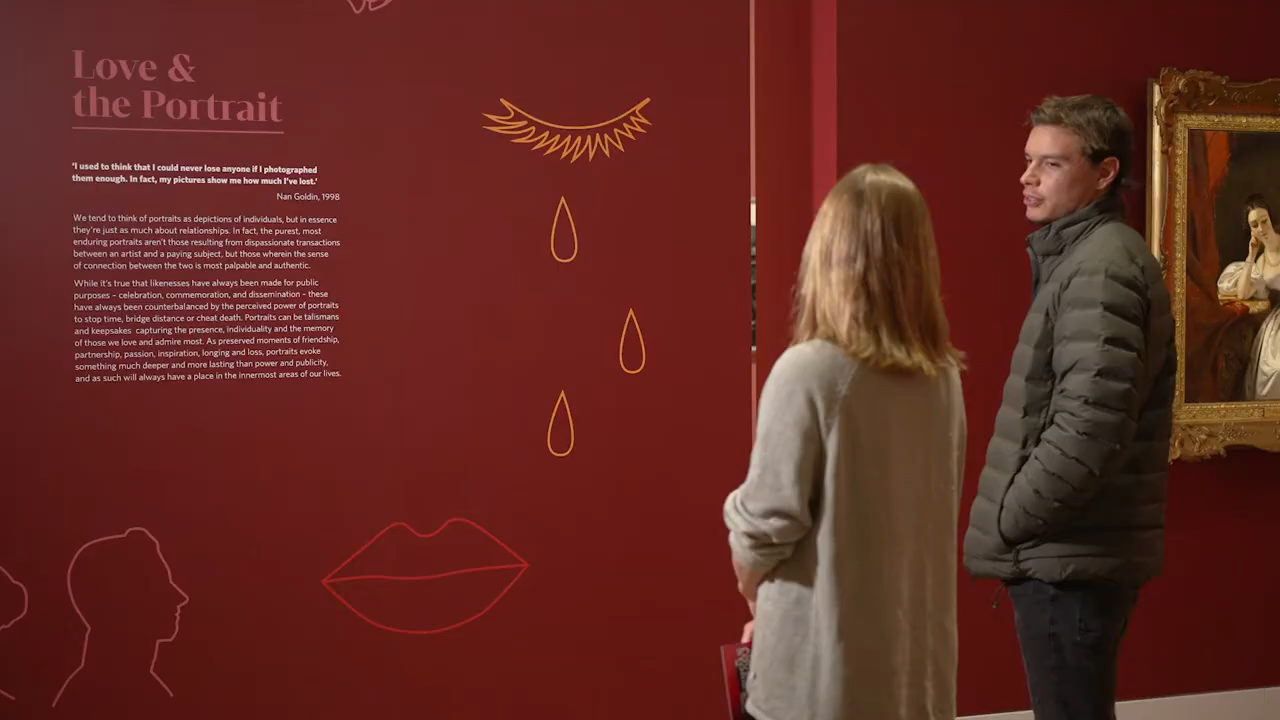 Love &
the Portrait
'I used to think that I could never lose anyone if I photographed
them enough. In fact, my pictures show me how much I've lost.'
Nan Goldin, 1998
We tend to think of portraits as depictions of individuals, but in essence
they're just as much about relationships. In fact, the purest, most
enduring portraits aren't those resulting from dispassionate transactions
between an artist and a paying subject, but those wherein the sense
of connection between the two is most palpable and authentic.
While it's true that likenesses have always been made for public
purposes – celebration, commemoration, and dissemination – these
have always been counterbalanced by the perceived power of portraits
to stop time, bridge distance or cheat death. Portraits can be talismans
and keepsakes capturing the presence, individuality and the memory
of those we love and admire most. As preserved moments of friendship,
partnership, passion, inspiration, longing and loss, portraits evoke
something much deeper and more lasting than power and publicity,
and as such will always have a place in the innermost areas of our lives.